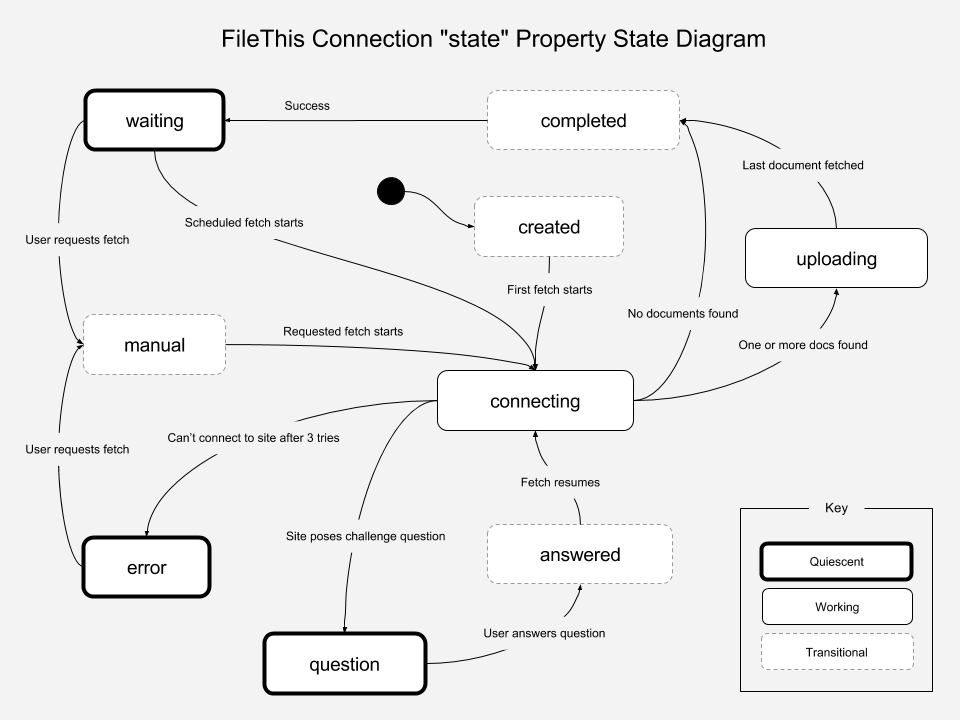 FileThis Connection "state" Property State Diagram
waiting
Success
completed
Last document fetched
Scheduled fetch starts
created
User requests fetch
uploading
First fetch starts
No documents found
manual
Requested fetch starts
One or more docs found
connecting
Can't connect to site after 3 tries
User requests fetch
Fetch resumes
Key
Site poses challenge question
error
answered
Quiescent
Working
User answers question
question
Transitional